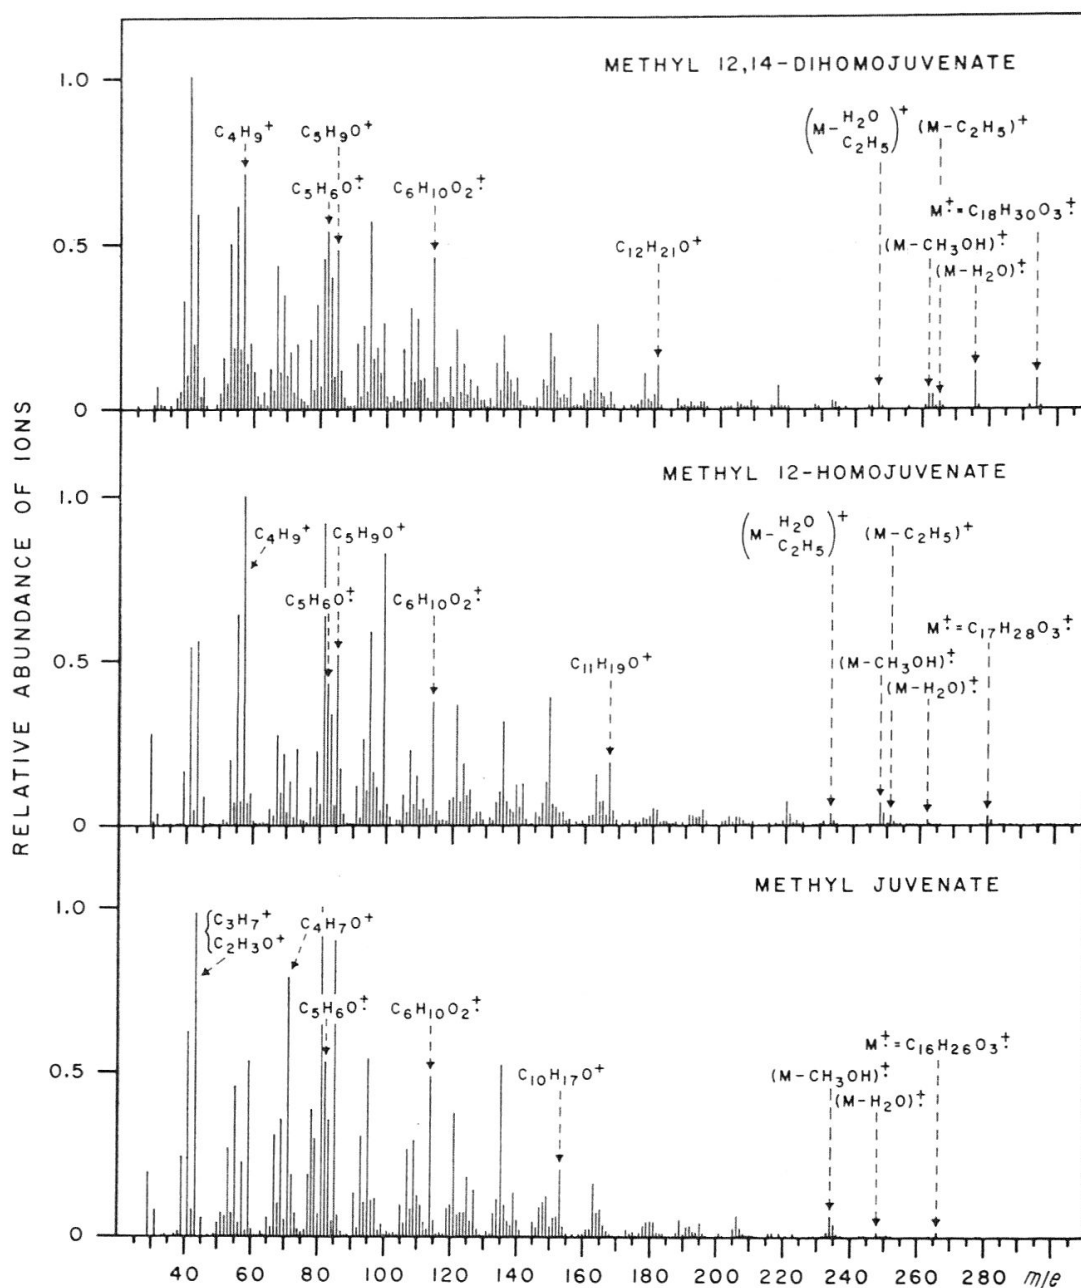 RELATIVE ABUNDANCE OF IONS
METHYL 12,14-DIHOMOJUVENATE
1.0
0.5
0
C₄H₉⁺
C₅H₉O⁺
C₅H₆O⁺̇
C₆H₁₀O₂⁺̇
C₁₂H₂₁O⁺
(M-H₂O C₂H₅)⁺
(M-C₂H₅)⁺
M⁺̇=C₁₈H₃₀O₃⁺̇
(M-CH₃OH)⁺̇
(M-H₂O)⁺̇
METHYL 12-HOMOJUVENATE
1.0
0.5
0
C₄H₉⁺
C₅H₉O⁺
C₅H₆O⁺̇
C₆H₁₀O₂⁺̇
C₁₁H₁₉O⁺
(M-H₂O C₂H₅)⁺
(M-C₂H₅)⁺
M⁺̇=C₁₇H₂₈O₃⁺̇
(M-CH₃OH)⁺̇
(M-H₂O)⁺̇
METHYL JUVENATE
1.0
0.5
0
{C₃H₇⁺
C₂H₃O⁺
C₄H₇O⁺
C₅H₆O⁺̇
C₆H₁₀O₂⁺̇
C₁₀H₁₇O⁺
M⁺̇=C₁₆H₂₆O₃⁺̇
(M-CH₃OH)⁺̇
(M-H₂O)⁺̇
40 60 80 100 120 140 160 180 200 220 240 260 280 m/e